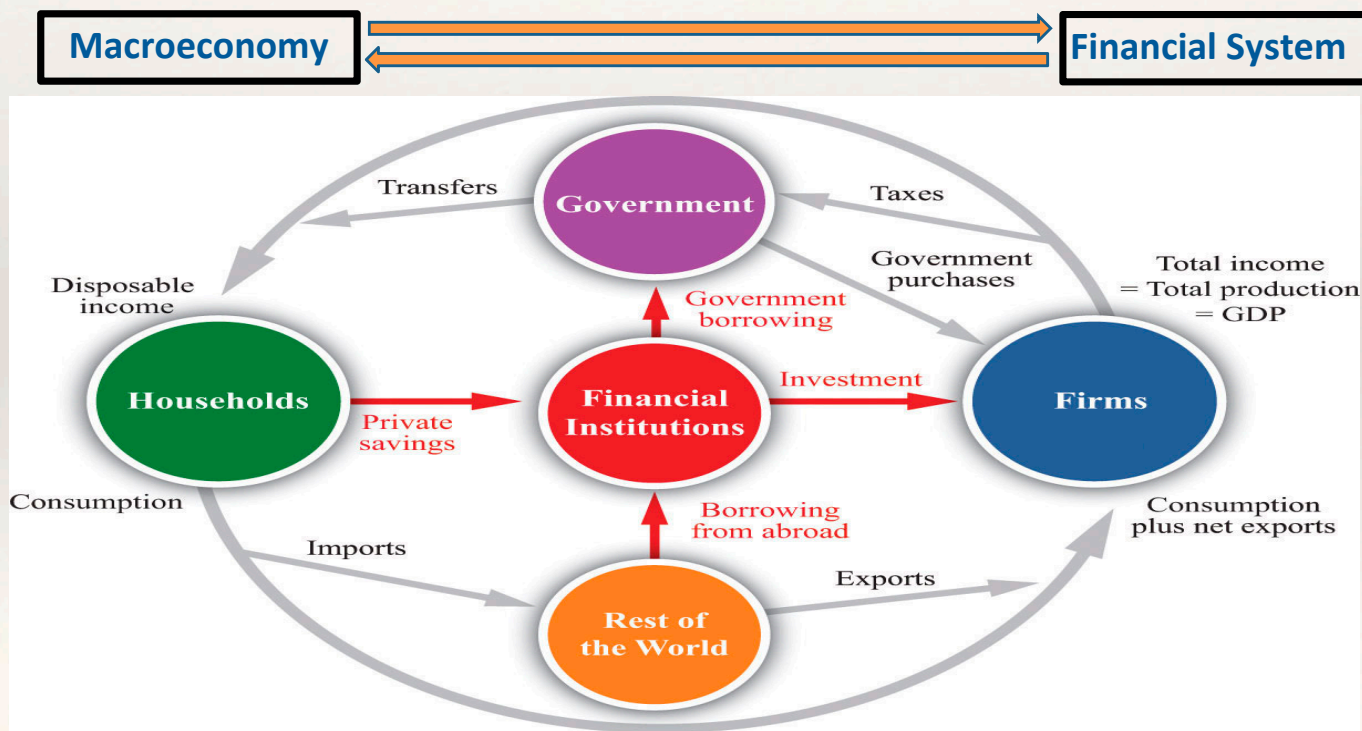 Macroeconomy
Financial System
Transfers
Government
Taxes
Government
purchases
Total income
= Total production
= GDP
Disposable
income
Government
borrowing
Households
Private
savings
Financial
Institutions
Investment
Firms
Consumption
Borrowing
from abroad
Consumption
plus net exports
Imports
Exports
Rest of
the World